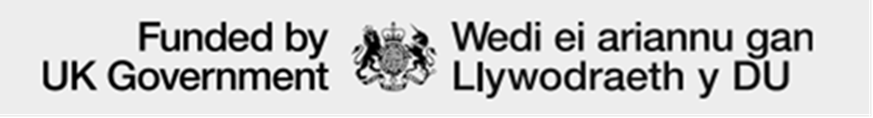 Funded by
UK Government
Wedi ei ariannu gan
Llywodraeth y DU